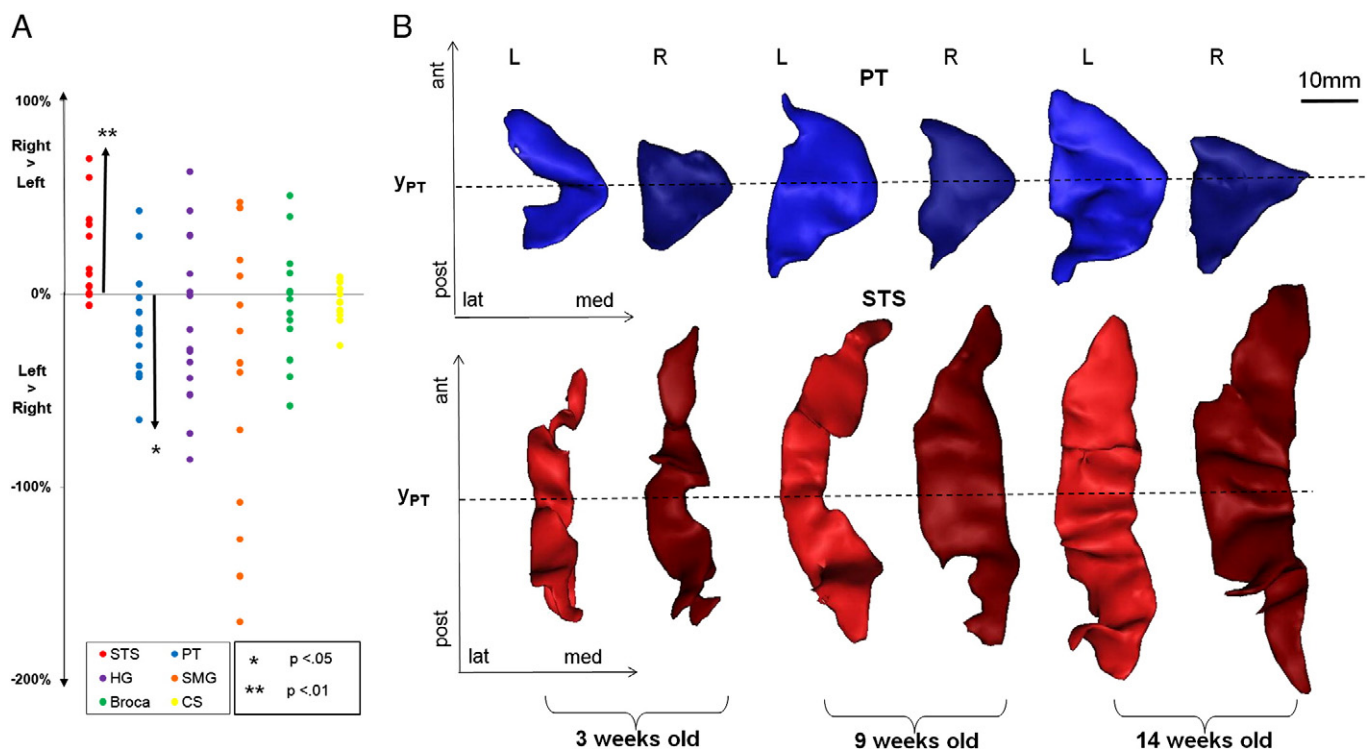 A
100%
**
Right
>
Left
0%
Left
>
Right
*
-100%
-200%
STS
PT
HG
SMG
Broca
CS
* p <.05
** p <.01
B
L R L R L R
PT
10mm
ant
yPT
post
lat med
STS
ant
yPT
post
lat med
3 weeks old 9 weeks old 14 weeks old